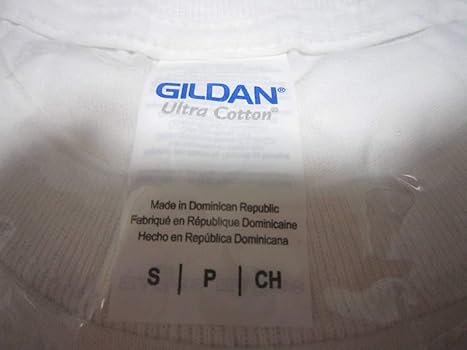 GILDAN®
Ultra Cotton®
Made in Dominican Republic
Fabriqué en République Dominicaine
Hecho en República Dominicana
S | P | CH